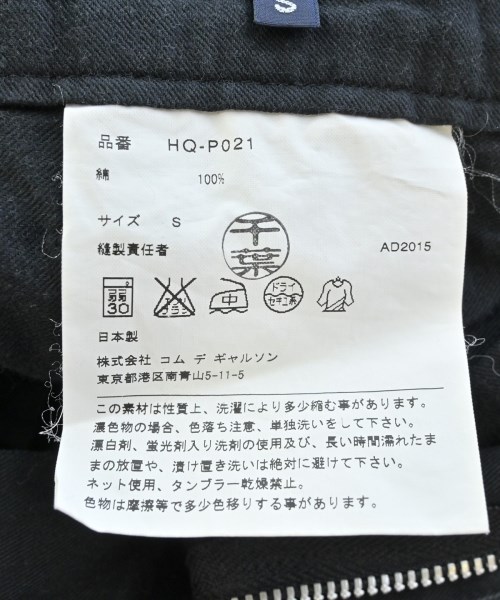 S
品番 HQ-P021
綿 100%
サイズ S
縫製責任者 千葉 AD2015
弱 30 エンソ サラシ 中 ドライ セキユ系
日本製
株式会社 コム デ ギャルソン
東京都港区南青山5-11-5
この素材は性質上、洗濯により多少縮む事があります。
濃色物の場合、色落ち注意、単独洗いをして下さい。
漂白剤、蛍光剤入り洗剤の使用及び、長い時間濡れたま
まの放置や、漬け置き洗いは絶対に避けて下さい。
ネット使用、タンブラー乾燥禁止。
色物は摩擦等で多少色移りする事があります。